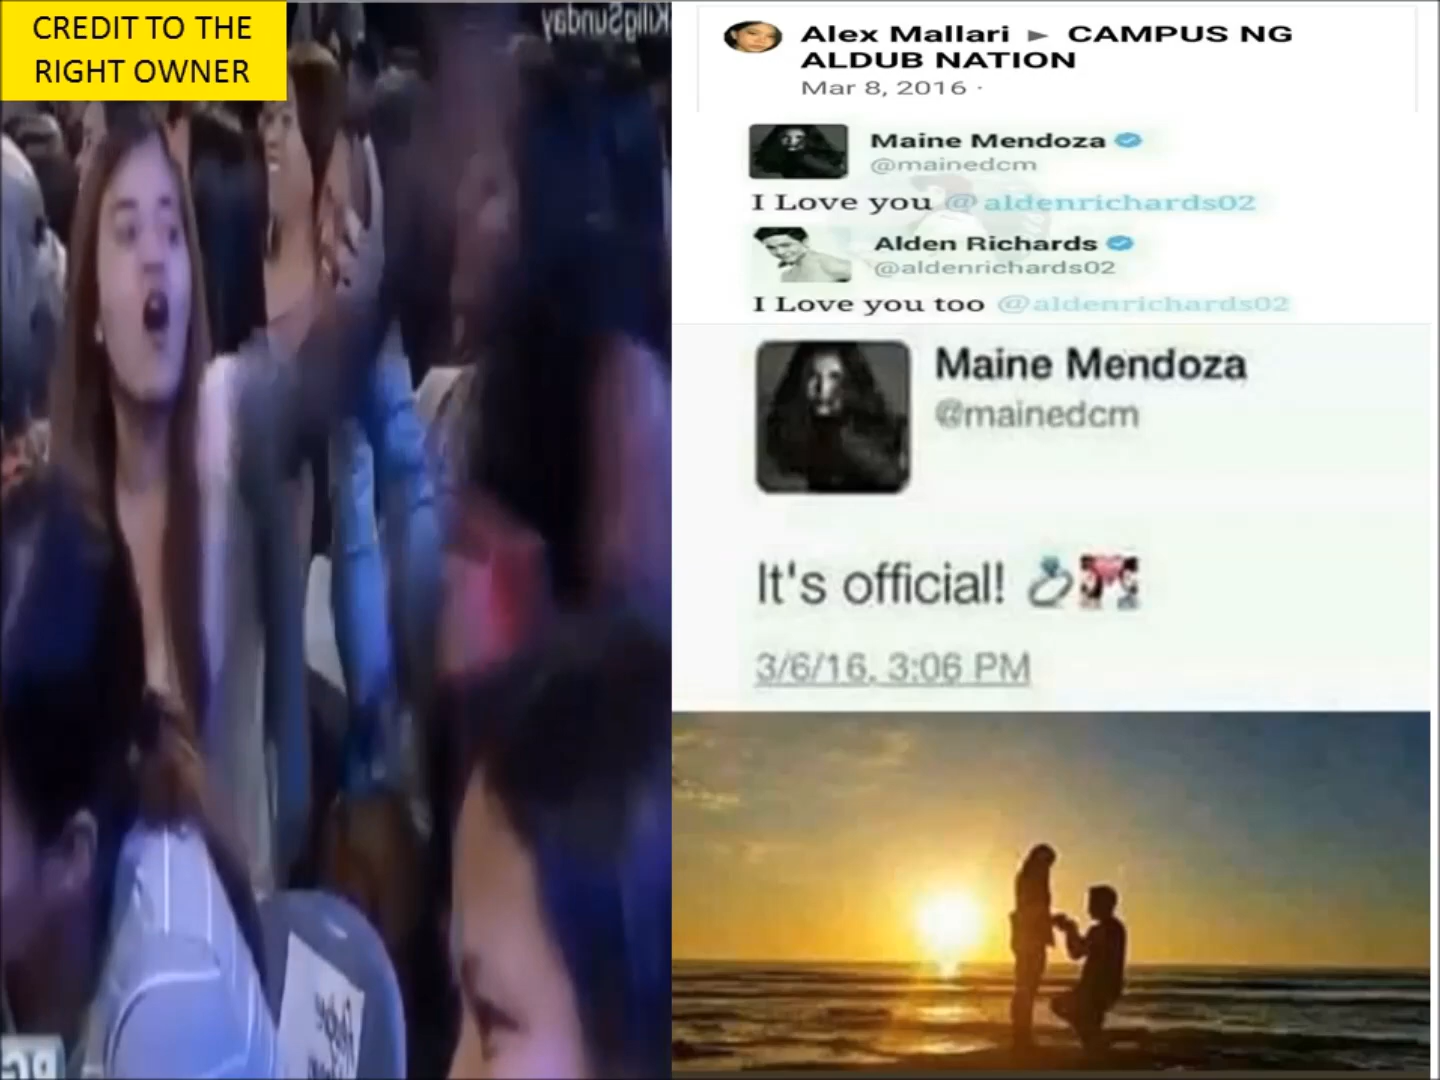 CREDIT TO THE
RIGHT OWNER
KiligSunday
Alex Mallari ► CAMPUS NG
ALDUB NATION
Mar 8, 2016 ·
Maine Mendoza
@mainedcm
I Love you @aldenrichards02
Alden Richards
@aldenrichards02
I Love you too @aldenrichards02
Maine Mendoza
@mainedcm
It's official! 💍💑
3/6/16, 3:06 PM
PG